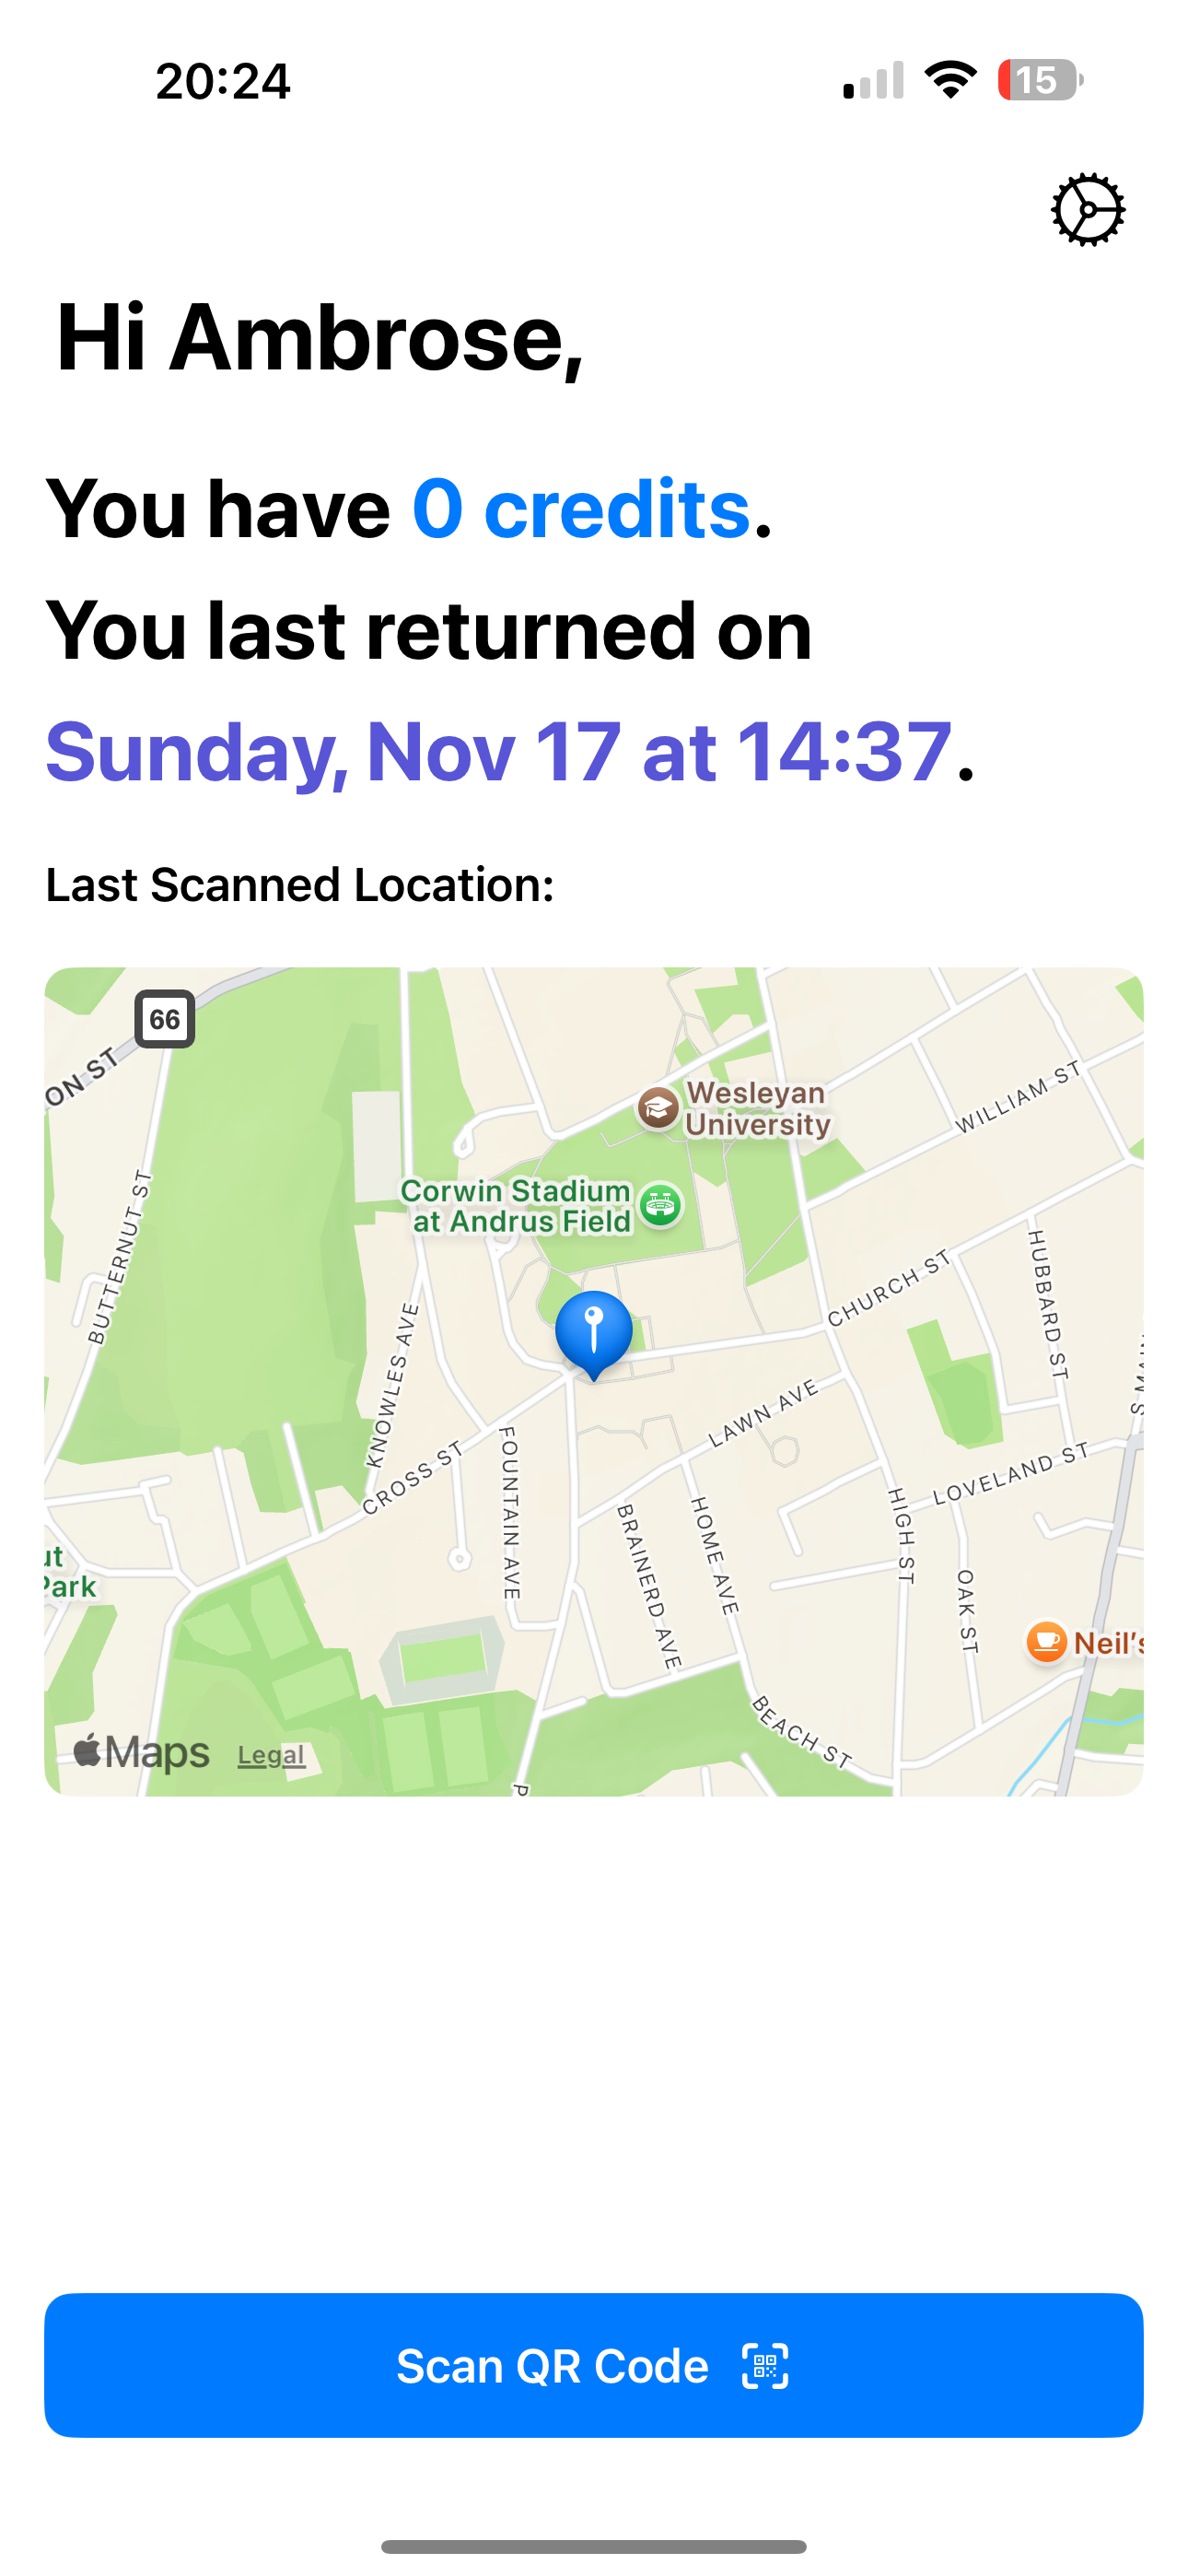 20:24
15
Hi Ambrose,
You have 0 credits.
You last returned on
Sunday, Nov 17 at 14:37.
Last Scanned Location:
66
ON ST
Wesleyan
University
WILLIAM ST
Corwin Stadium
at Andrus Field
BUTTERNUT ST
HUBBARD ST
CHURCH ST
KNOWLES AVE
LAWN AVE
CROSS ST
FOUNTAIN AVE
LOVELAND ST
HIGH ST
HOME AVE
BRAINERD AVE
Park
OAK ST
Neil's
BEACH ST
Maps Legal
Scan QR Code